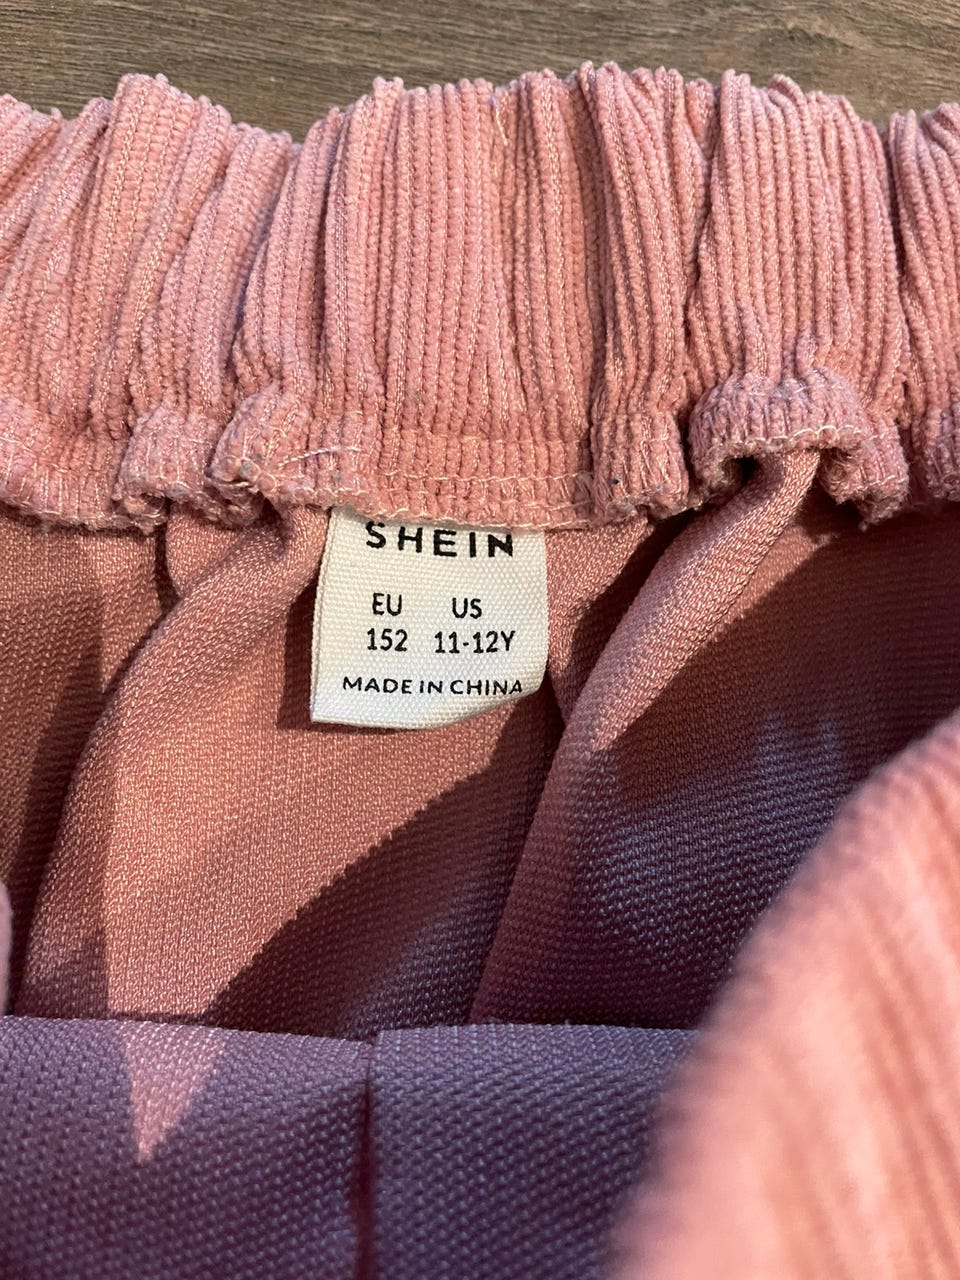 SHEIN
EU US
152 11-12Y
MADE IN CHINA